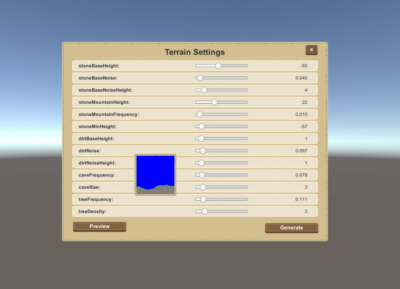 Terrain Settings
x
stoneBaseHeight: -50
stoneBaseNoise: 0.040
stoneBaseNoiseHeight: 4
stoneMountainHeight: 22
stoneMountainFrequency: 0.010
stoneMinHeight: -57
dirtBaseHeight: 1
dirtNoise: 0.097
dirtNoiseHeight: 1
caveFrequency: 0.078
caveSize: 3
treeFrequency: 0.111
treeDensity: 3
Preview
Generate